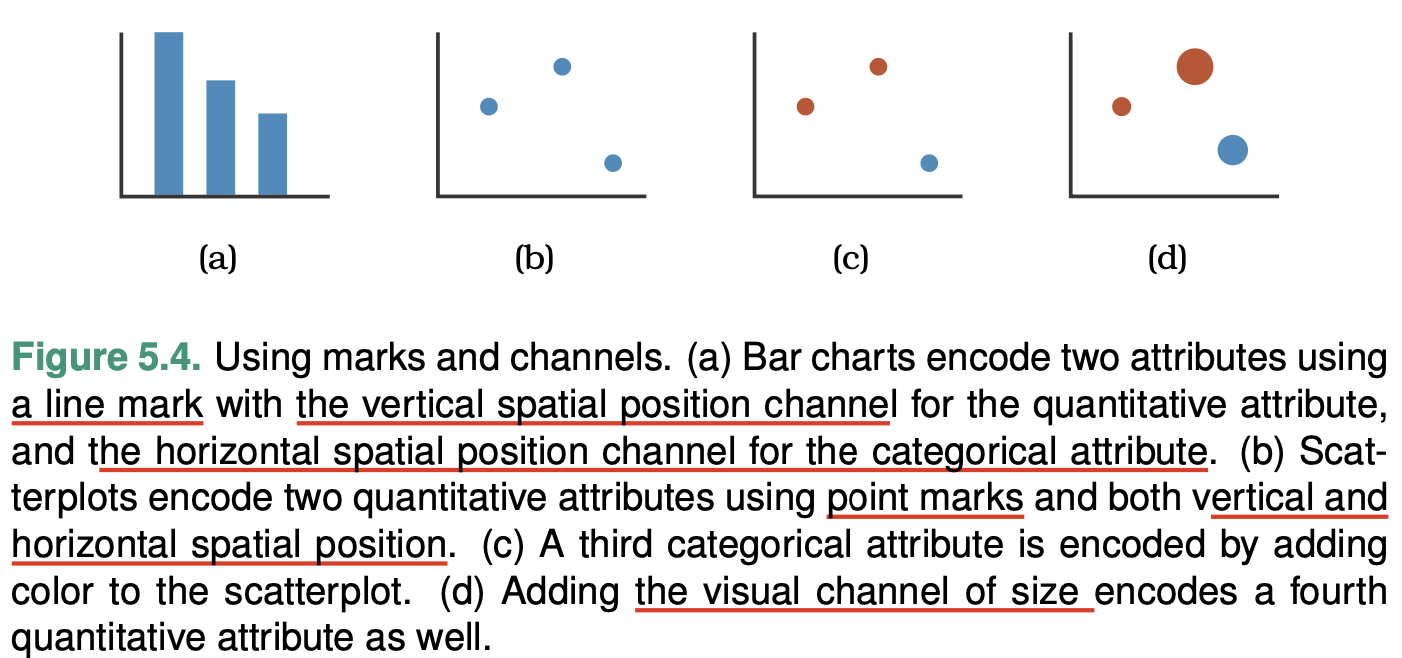 (a) (b) (c) (d)
Figure 5.4. Using marks and channels. (a) Bar charts encode two attributes using
a line mark with the vertical spatial position channel for the quantitative attribute,
and the horizontal spatial position channel for the categorical attribute. (b) Scat-
terplots encode two quantitative attributes using point marks and both vertical and
horizontal spatial position. (c) A third categorical attribute is encoded by adding
color to the scatterplot. (d) Adding the visual channel of size encodes a fourth
quantitative attribute as well.